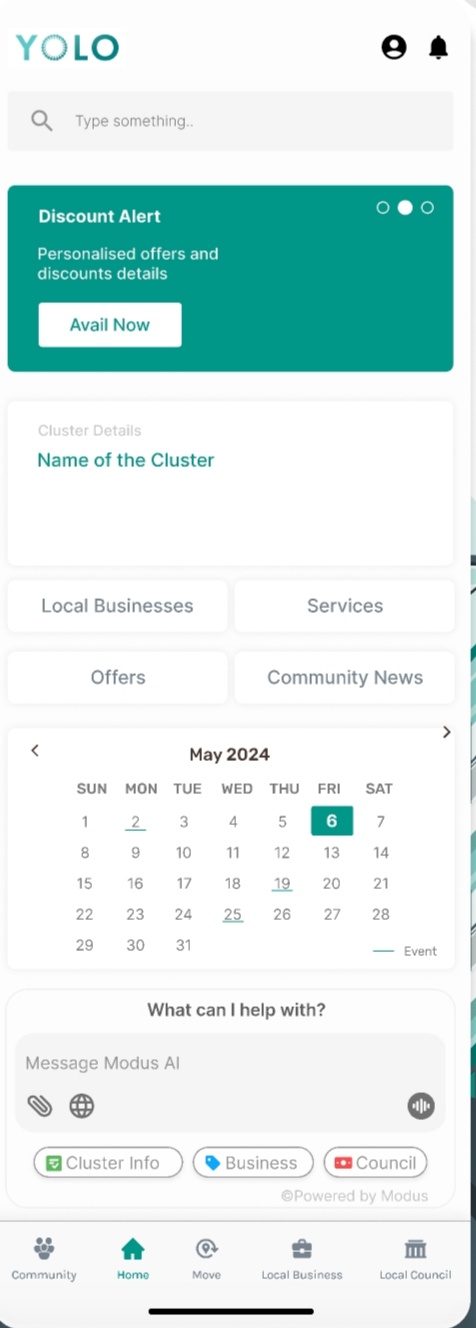 YOLO
Type something..
Discount Alert
Personalised offers and
discounts details
Avail Now
Cluster Details
Name of the Cluster
Local Businesses Services
Offers Community News
May 2024
SUN MON TUE WED THU FRI SAT
1 2 3 4 5 6 7
8 9 10 11 12 13 14
15 16 17 18 19 20 21
22 23 24 25 26 27 28
29 30 31
Event
What can I help with?
Message Modus AI
Cluster Info Business Council
©Powered by Modus
Community Home Move Local Business Local Council